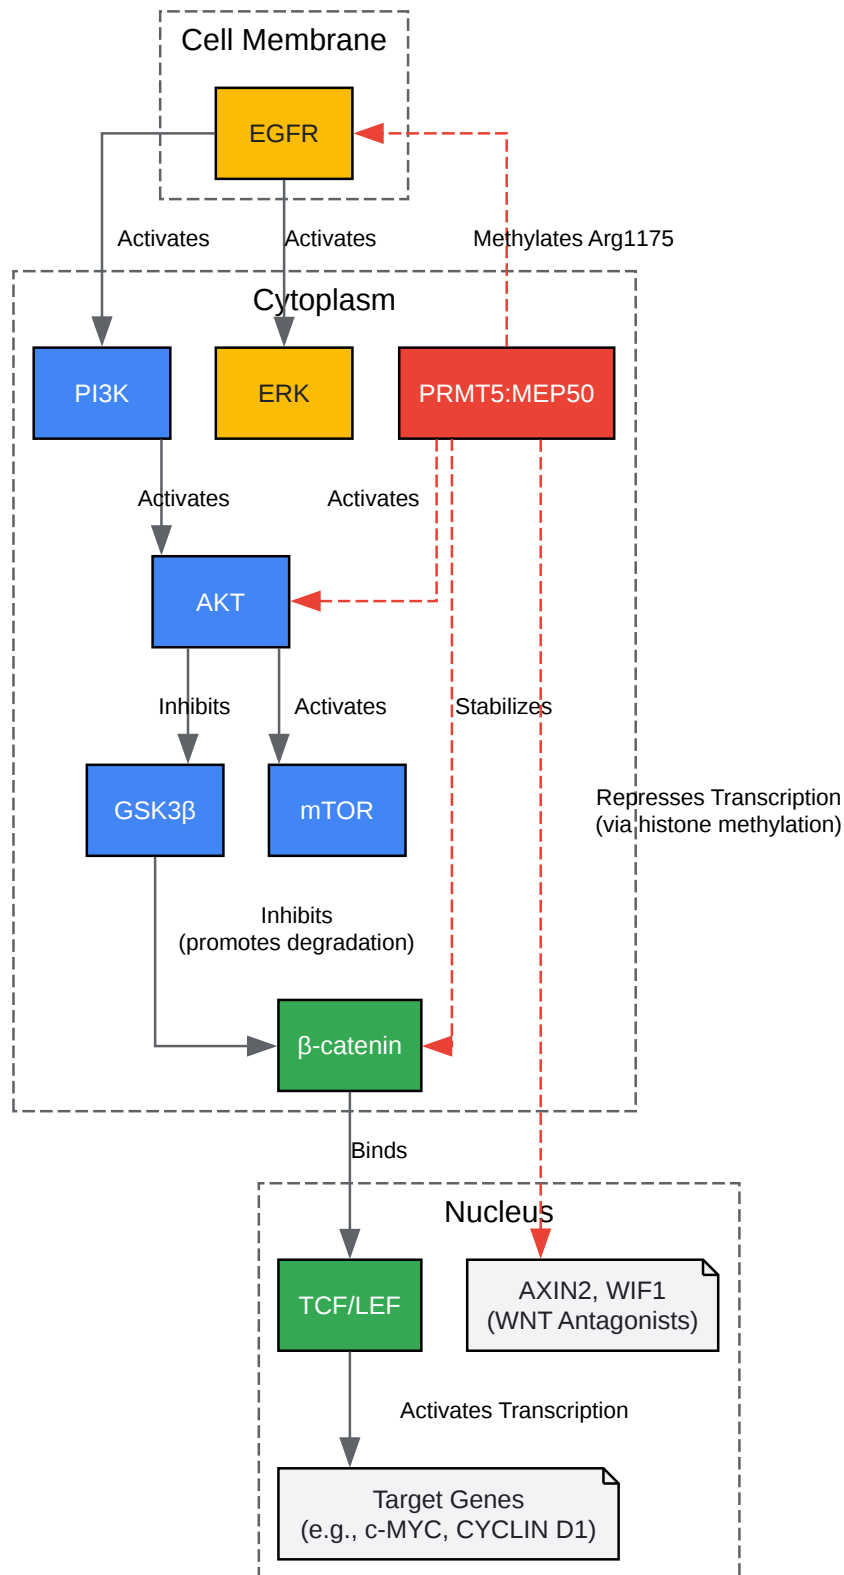 Cell Membrane
EGFR
Activates
Activates
Methylates Arg1175
Cytoplasm
PI3K
ERK
PRMT5:MEP50
Activates
Activates
AKT
Inhibits
Activates
Stabilizes
GSK3β
mTOR
Represses Transcription
(via histone methylation)
Inhibits
(promotes degradation)
β-catenin
Binds
Nucleus
TCF/LEF
AXIN2, WIF1
(WNT Antagonists)
Activates Transcription
Target Genes
(e.g., c-MYC, CYCLIN D1)